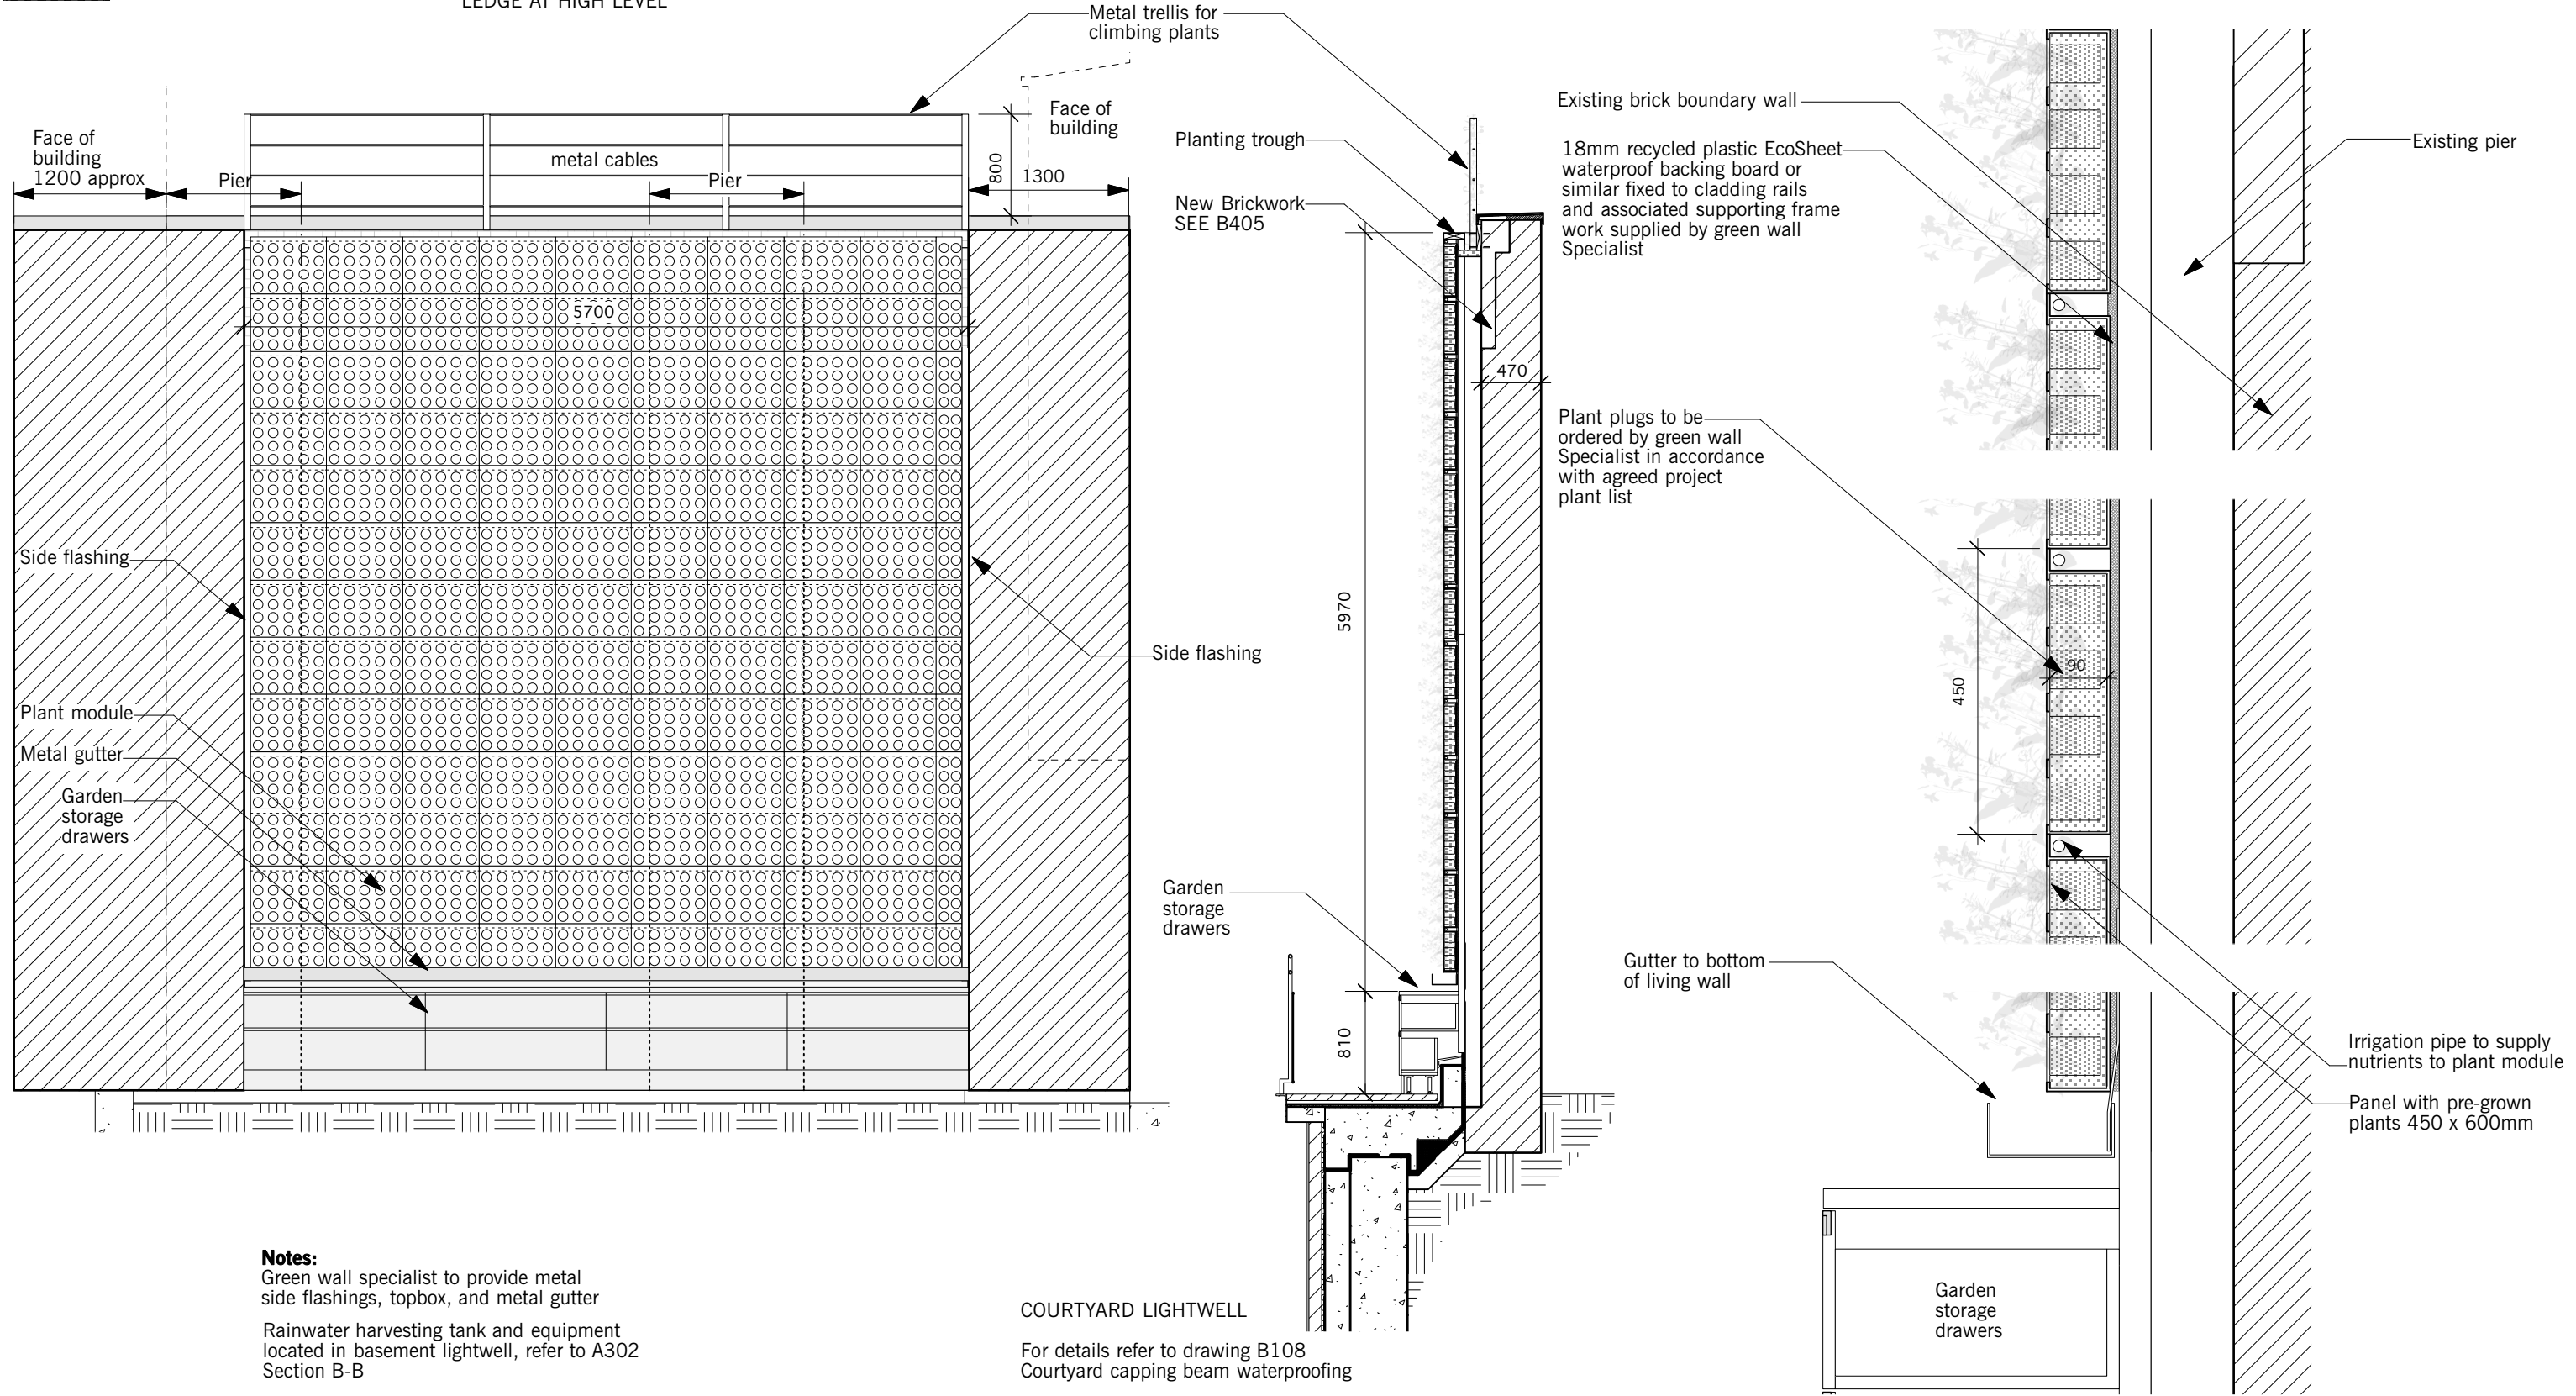 LEDGE AT HIGH LEVEL
Metal trellis for
climbing plants
Face of
building
1200 approx
Pier
metal cables
Pier
800
Face of
building
1300
5700
Side flashing
Side flashing
Plant module
Metal gutter
Garden
storage
drawers
Planting trough
New Brickwork
SEE B405
470
5970
Garden
storage
drawers
810
Existing brick boundary wall
18mm recycled plastic EcoSheet
waterproof backing board or
similar fixed to cladding rails
and associated supporting frame
work supplied by green wall
Specialist
Existing pier
Plant plugs to be
ordered by green wall
Specialist in accordance
with agreed project
plant list
90
450
Gutter to bottom
of living wall
Irrigation pipe to supply
nutrients to plant module
Panel with pre-grown
plants 450 x 600mm
Garden
storage
drawers
Notes:
Green wall specialist to provide metal
side flashings, topbox, and metal gutter
Rainwater harvesting tank and equipment
located in basement lightwell, refer to A302
Section B-B
COURTYARD LIGHTWELL
For details refer to drawing B108
Courtyard capping beam waterproofing